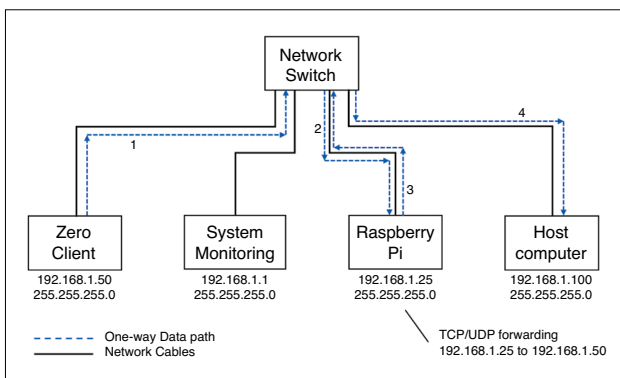 Network
Switch
1
2
3
4
Zero
Client
192.168.1.50
255.255.255.0
System
Monitoring
192.168.1.1
255.255.255.0
Raspberry
Pi
192.168.1.25
255.255.255.0
Host
computer
192.168.1.100
255.255.255.0
One-way Data path
Network Cables
TCP/UDP forwarding
192.168.1.25 to 192.168.1.50